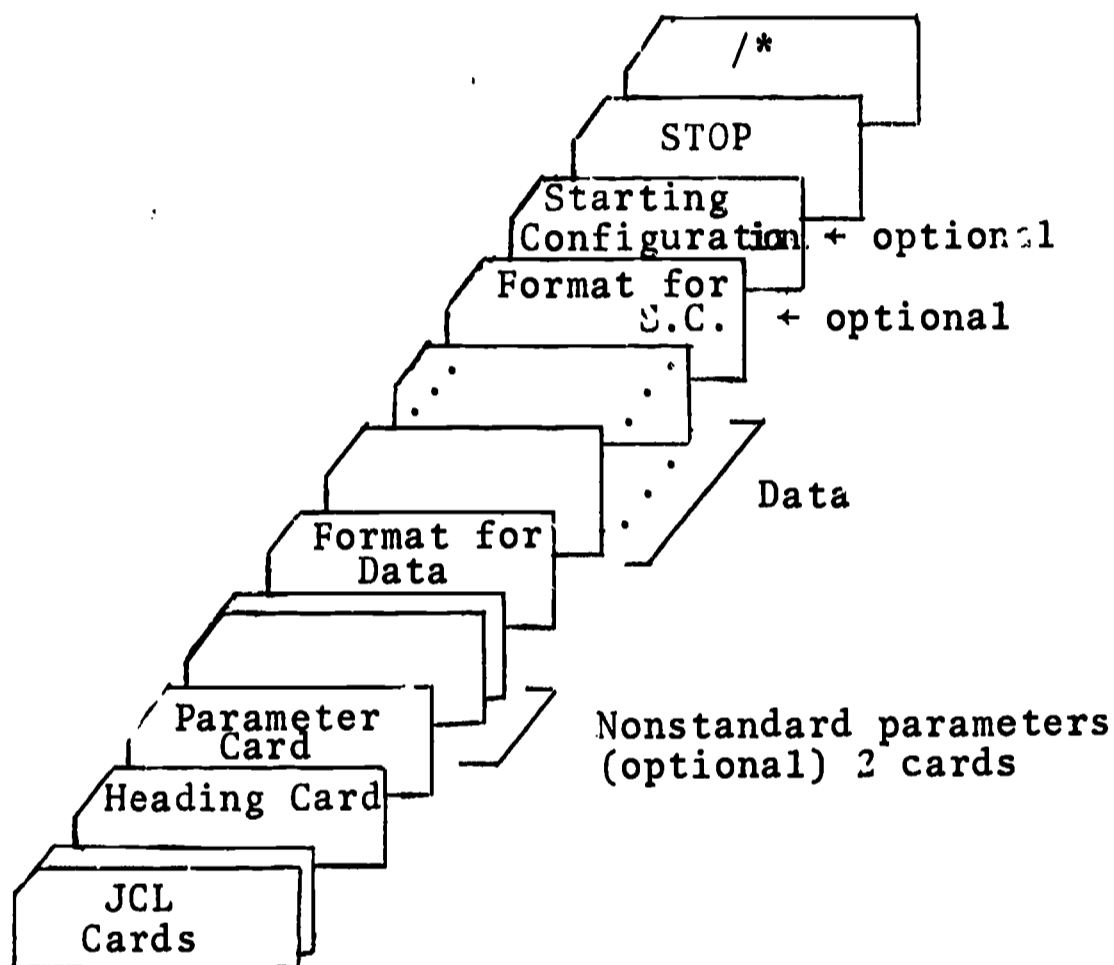 /*
STOP
Starting
Configuration ← optional
Format for
S.C. ← optional
Data
Format for
Data
Parameter
Card
Nonstandard parameters
(optional) 2 cards
Heading Card
JCL
Cards